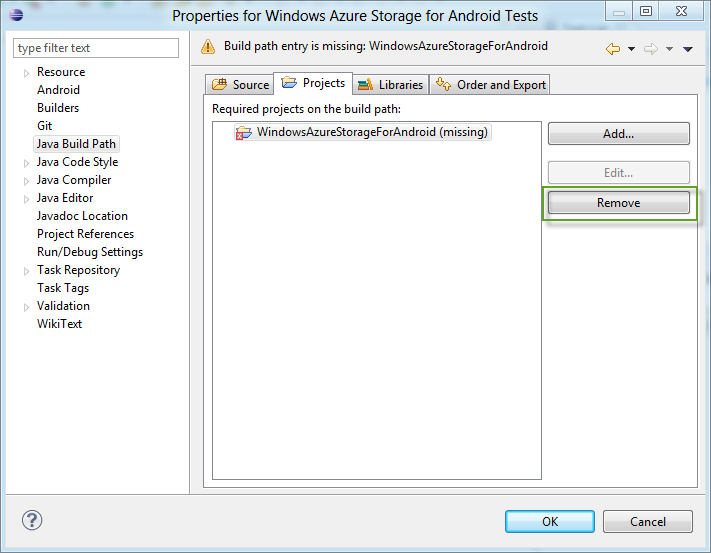 Properties for Windows Azure Storage for Android Tests
type filter text
Build path entry is missing: WindowsAzureStorageForAndroid
Resource
Android
Builders
Git
Java Build Path
Java Code Style
Java Compiler
Java Editor
Javadoc Location
Project References
Run/Debug Settings
Task Repository
Task Tags
Validation
WikiText
Source Projects Libraries Order and Export
Required projects on the build path:
WindowsAzureStorageForAndroid (missing)
Add...
Edit...
Remove
OK Cancel